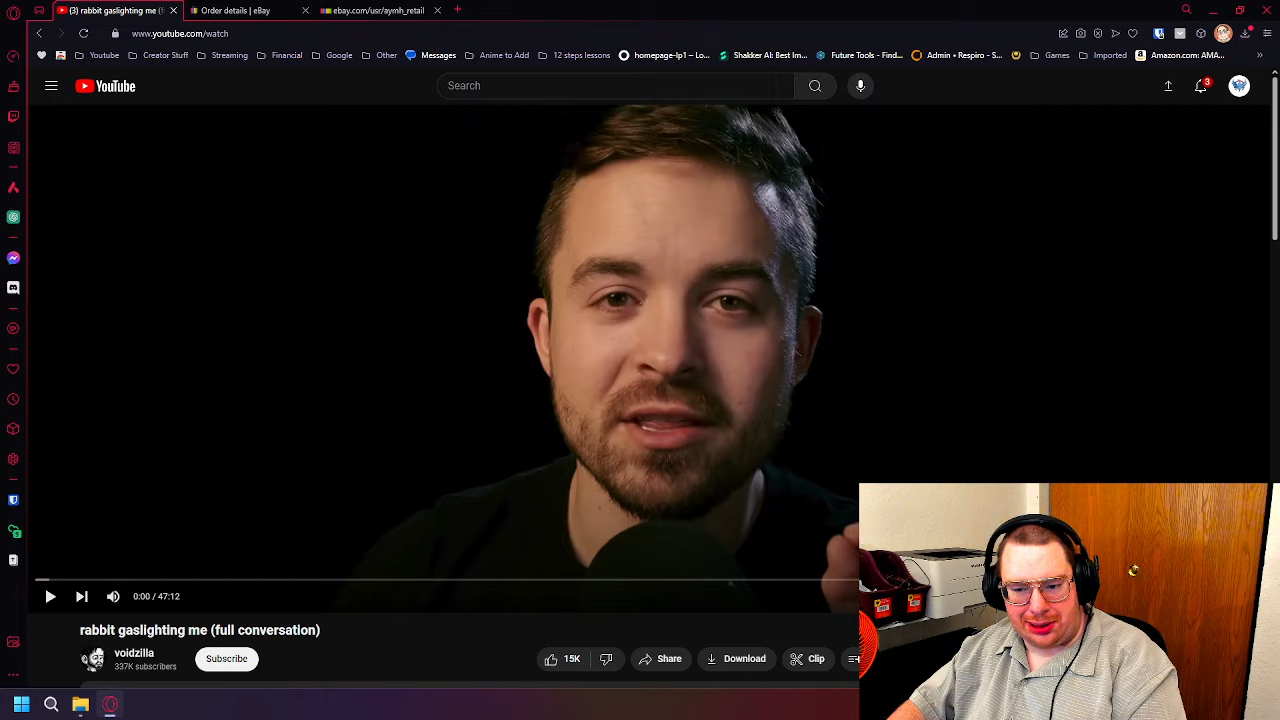 (3) rabbit gaslighting me (f
Order details | eBay
ebay.com/usr/aymh_retail
www.youtube.com/watch
Youtube
Creator Stuff
Streaming
Financial
Google
Other
Messages
Anime to Add
12 steps lessons
homepage-lp1 – Lo...
Shakker AI: Best Im...
Future Tools - Find...
Admin • Respiro – S...
Games
Imported
Amazon.com: AMA...
YouTube
Search
3
0:00 / 47:12
rabbit gaslighting me (full conversation)
voidzilla
337K subscribers
Subscribe
15K
Share
Download
Clip